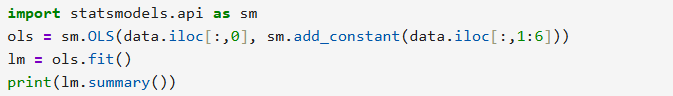 import statsmodels.api as sm
ols = sm.OLS(data.iloc[:,0], sm.add_constant(data.iloc[:,1:6]))
lm = ols.fit()
print(lm.summary())